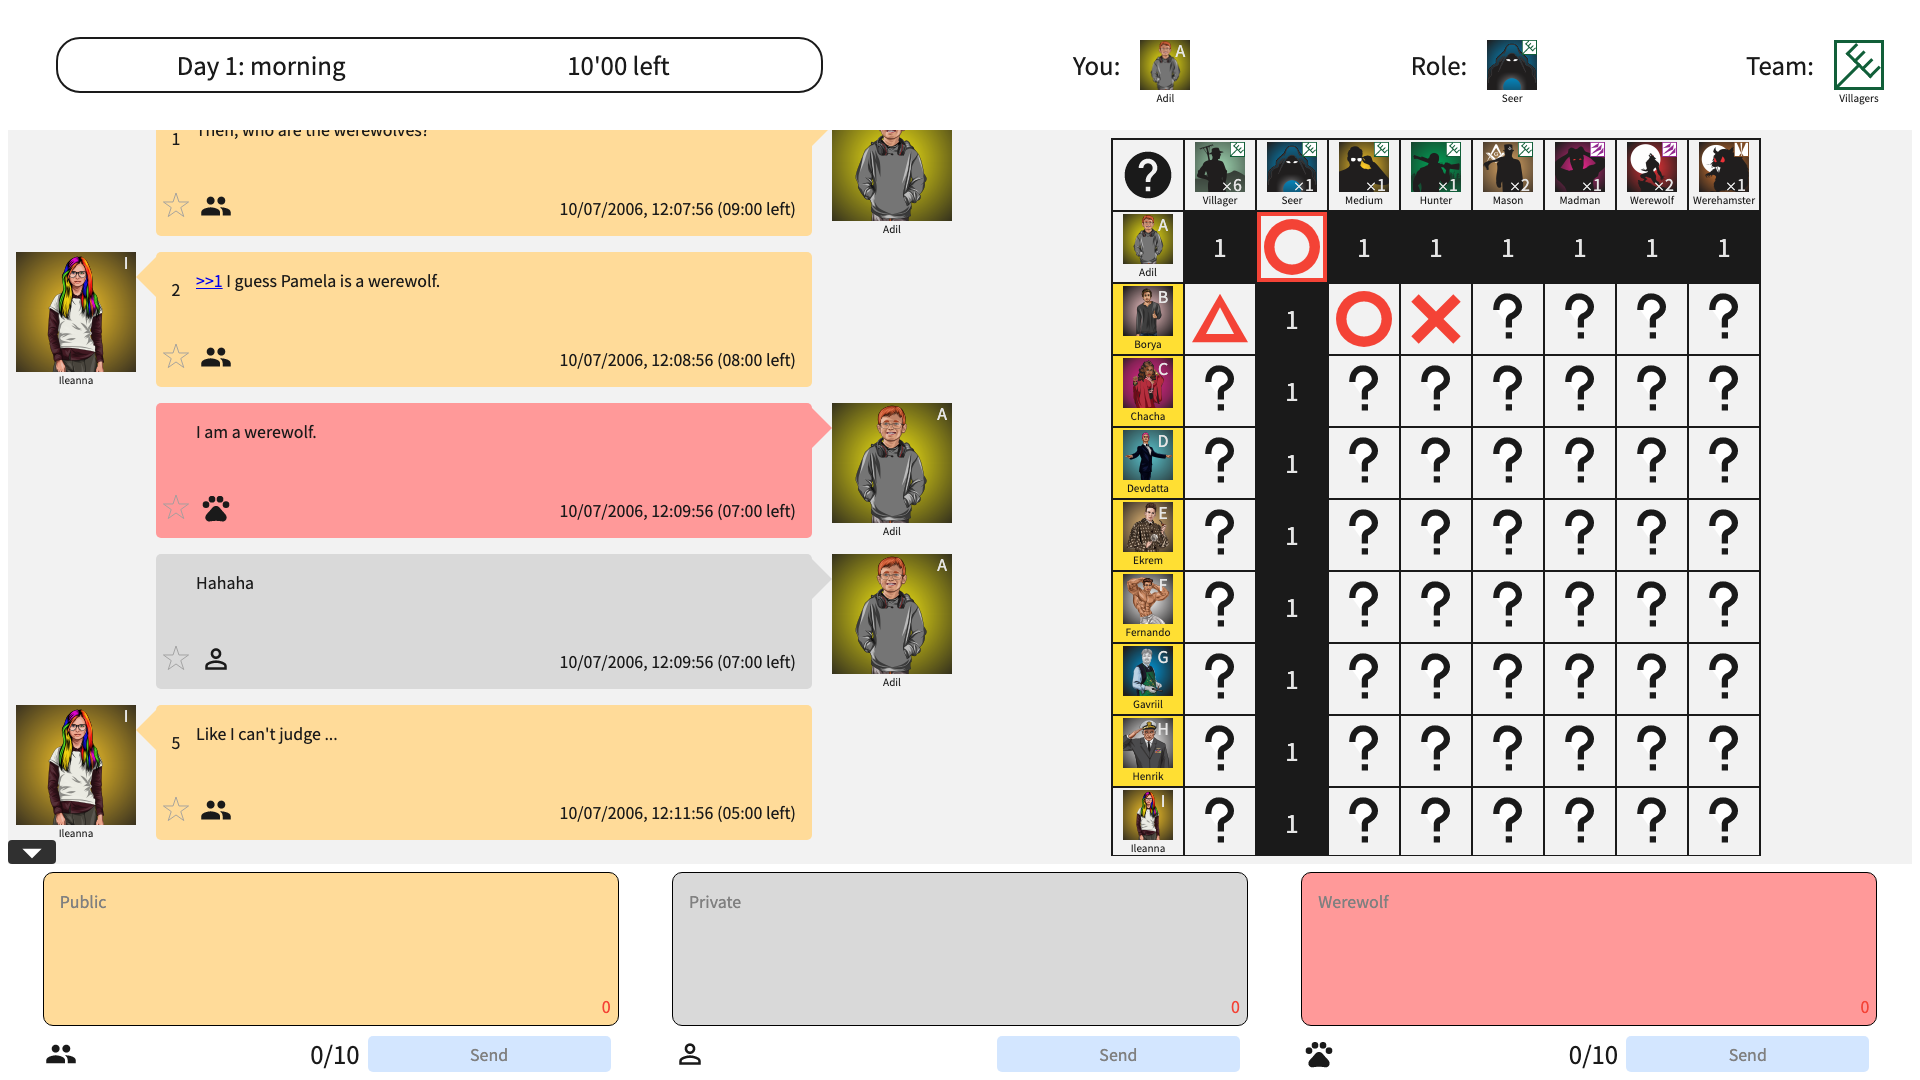 Day 1: morning 10'00 left
You: A Adil
Role: Seer
Team: Villagers
1 Then, who are the werewolves?
10/07/2006, 12:07:56 (09:00 left)
Adil
I
Ileanna
2 >>1 I guess Pamela is a werewolf.
10/07/2006, 12:08:56 (08:00 left)
I am a werewolf.
10/07/2006, 12:09:56 (07:00 left)
A
Adil
Hahaha
10/07/2006, 12:09:56 (07:00 left)
A
Adil
I
Ileanna
5 Like I can't judge ...
10/07/2006, 12:11:56 (05:00 left)
? ×6 ×1 ×1 ×1 ×2 ×1 ×2 ×1
Villager Seer Medium Hunter Mason Madman Werewolf Werehamster
A Adil 1 1 1 1 1 1 1
B Borya 1 ? ? ? ?
C Chacha ? 1 ? ? ? ? ? ?
D Devdatta ? 1 ? ? ? ? ? ?
E Ekrem ? 1 ? ? ? ? ? ?
F Fernando ? 1 ? ? ? ? ? ?
G Gavriil ? 1 ? ? ? ? ? ?
H Henrik ? 1 ? ? ? ? ? ?
I Ileanna ? 1 ? ? ? ? ? ?
Public
0
0/10 Send
Private
0
Send
Werewolf
0
0/10 Send